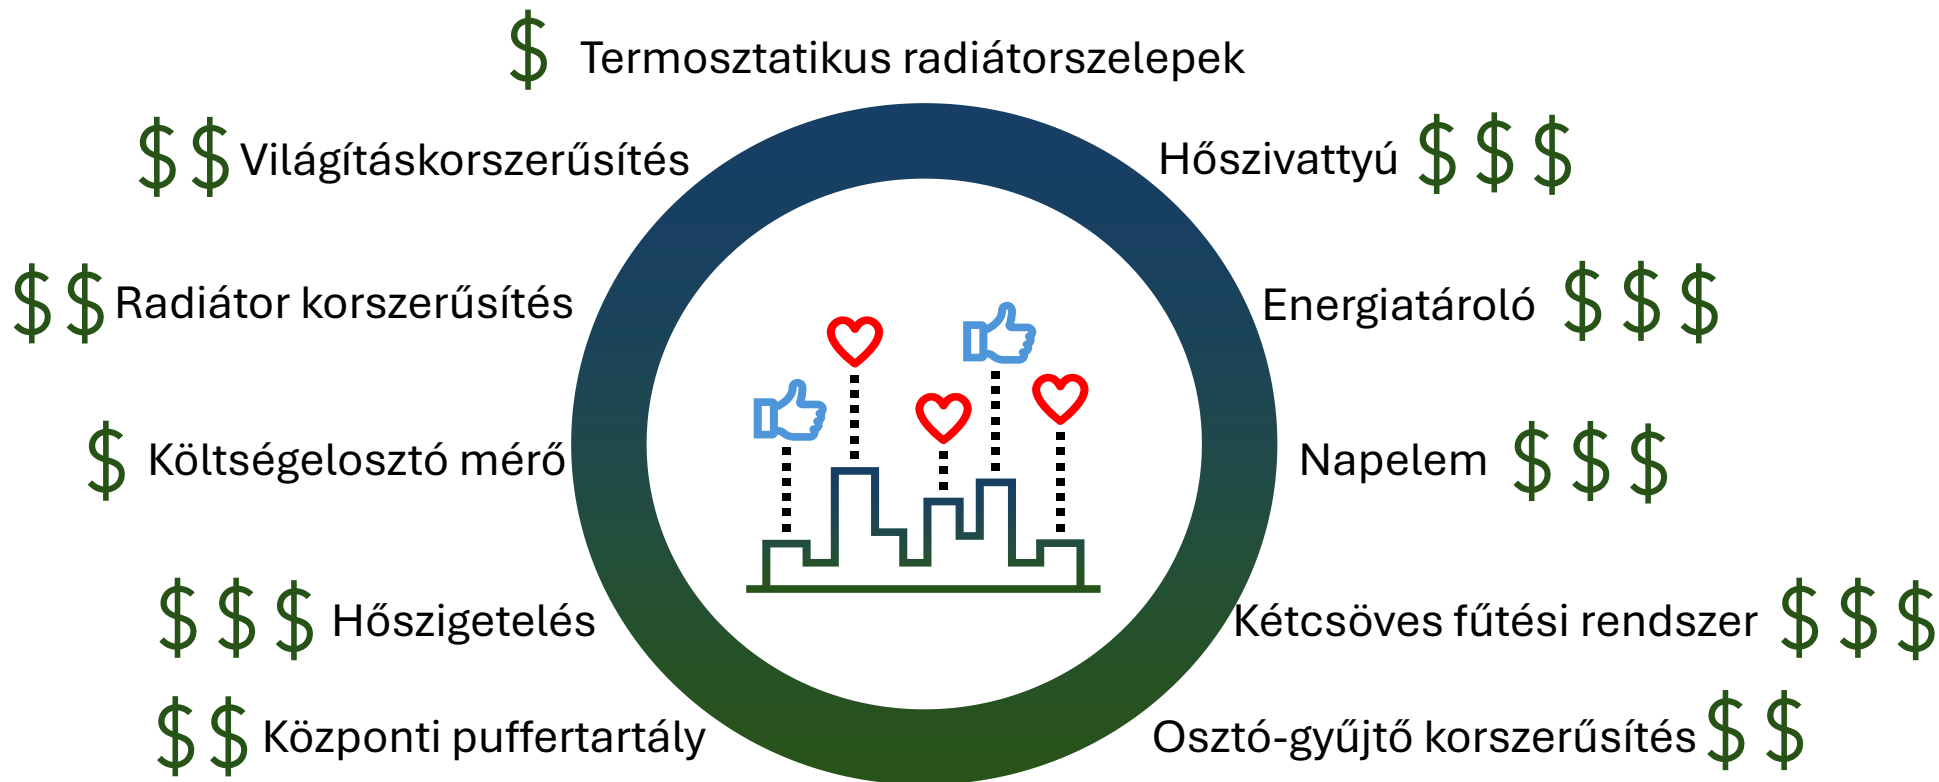 $ Termosztatikus radiátorszelepek
$$ Világításkorszerűsítés
Hőszivattyú $$$
$$ Radiátor korszerűsítés
Energiatároló $$$
$ Költségelosztó mérő
Napelem $$$
$$$ Hőszigetelés
Kétcsöves fűtési rendszer $$$
$$ Központi puffertartály
Osztó-gyűjtő korszerűsítés $$